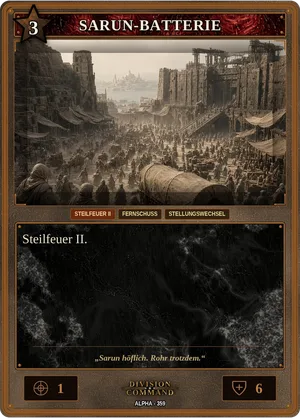 3
SARUN-BATTERIE
STEILFEUER II
FERNSCHUSS
STELLUNGSWECHSEL
Steilfeuer II.
„Sarun höflich. Rohr trotzdem.“
1
DIVISION
COMMAND
6
ALPHA - 359